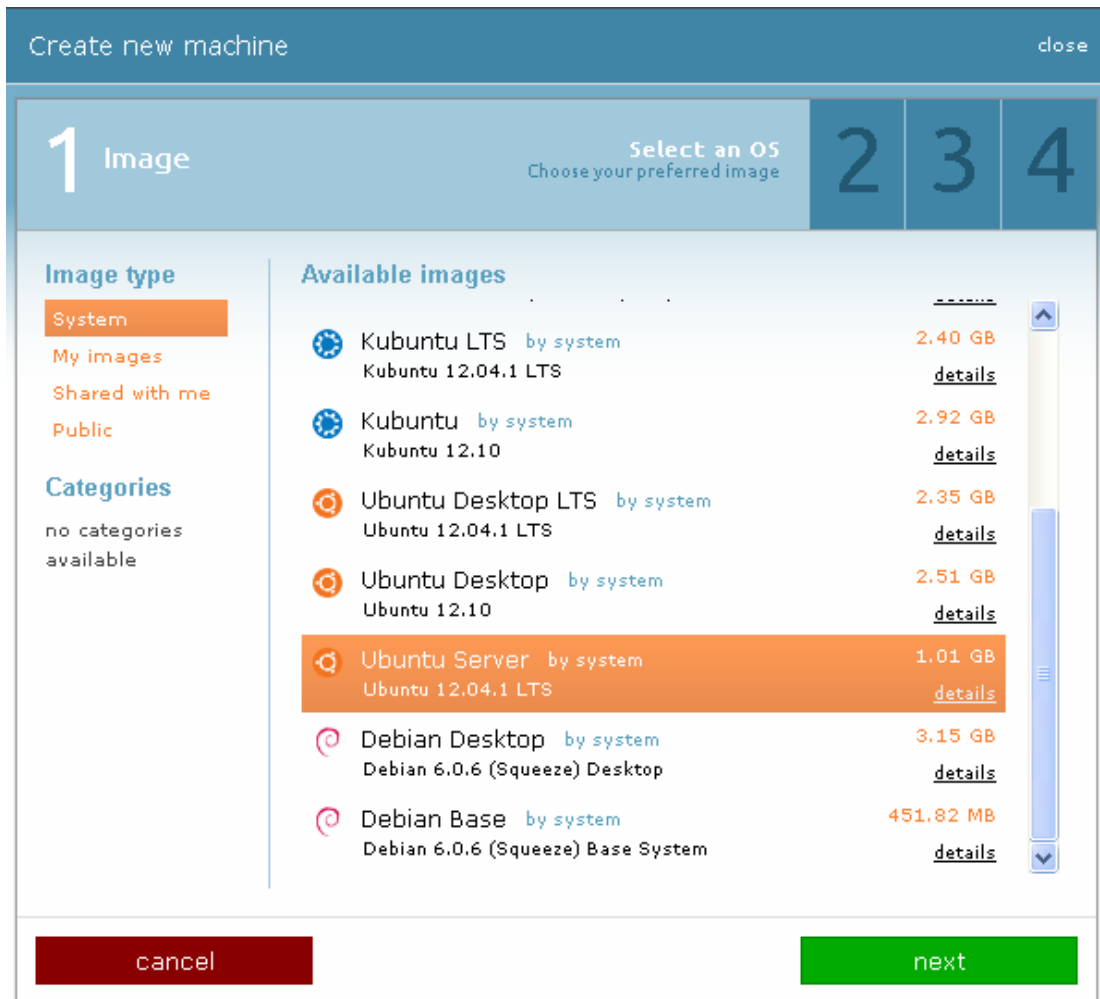 Create new machine
close
1 Image
Select an OS
Choose your preferred image
2 3 4
Image type
System
My images
Shared with me
Public
Categories
no categories
available
Available images
Kubuntu LTS by system 2.40 GB
Kubuntu 12.04.1 LTS details
Kubuntu by system 2.92 GB
Kubuntu 12.10 details
Ubuntu Desktop LTS by system 2.35 GB
Ubuntu 12.04.1 LTS details
Ubuntu Desktop by system 2.51 GB
Ubuntu 12.10 details
Ubuntu Server by system 1.01 GB
Ubuntu 12.04.1 LTS details
Debian Desktop by system 3.15 GB
Debian 6.0.6 (Squeeze) Desktop details
Debian Base by system 451.82 MB
Debian 6.0.6 (Squeeze) Base System details
cancel
next